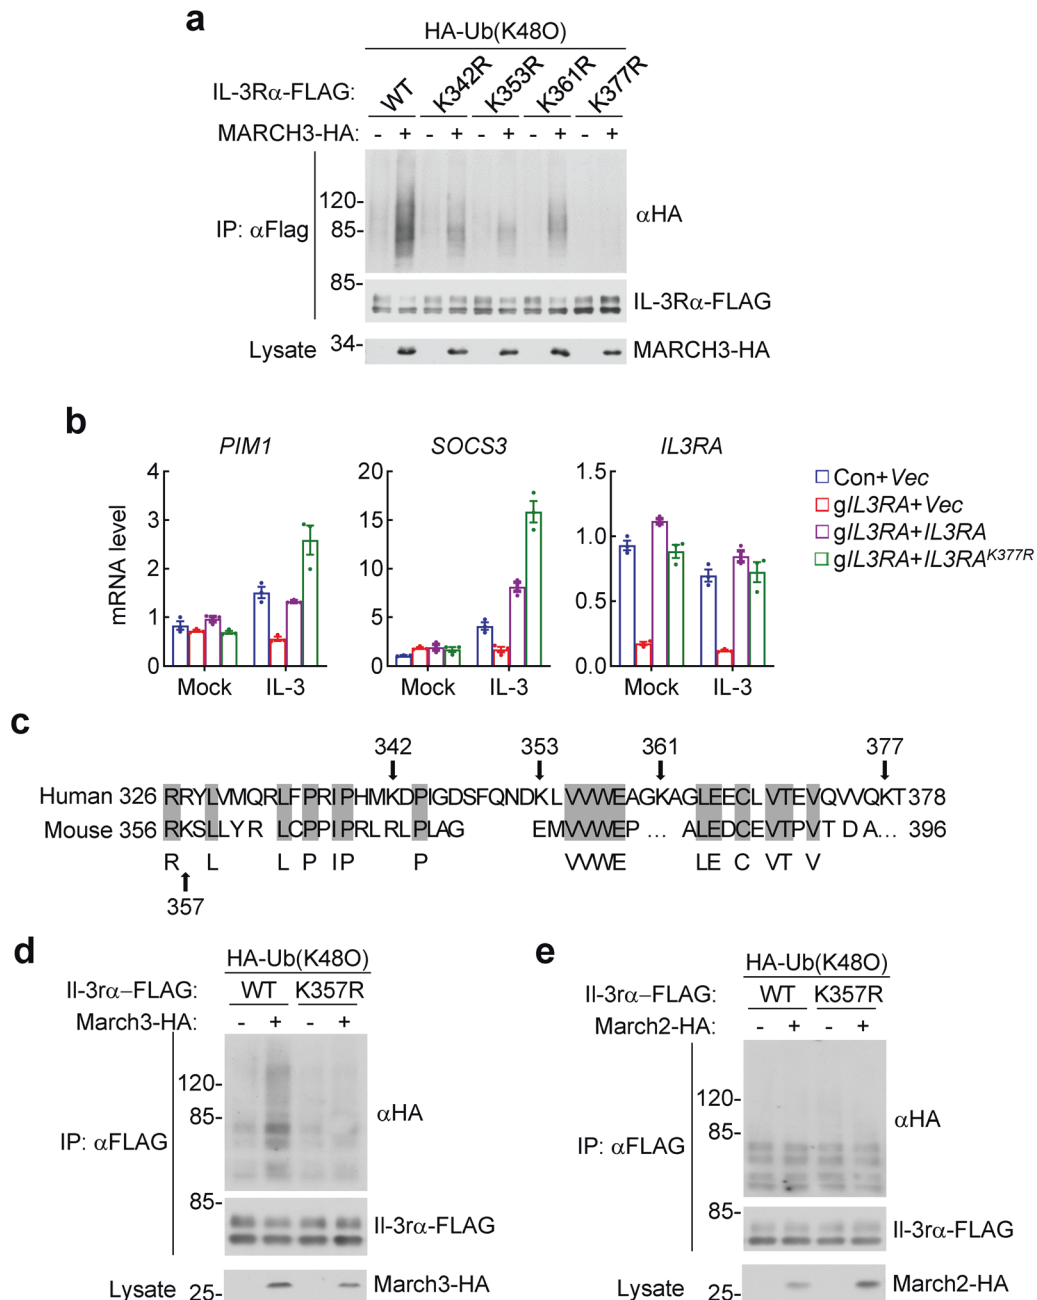 a
HA-Ub(K48O)
IL-3Rα-FLAG: WT K342R K353R K361R K377R
MARCH3-HA: - + - + - + - + - +
120-
85-
IP: αFlag
αHA
85-
IL-3Rα-FLAG
Lysate 34- MARCH3-HA
b
PIM1 SOCS3 IL3RA
mRNA level
4 3 2 1 0
Mock IL-3
20 15 10 5 0
Mock IL-3
1.5 1.0 0.5 0.0
Mock IL-3
Con+Vec
gIL3RA+Vec
gIL3RA+IL3RA
gIL3RA+IL3RA^K377R
c
342 353 361 377
Human 326 RRYLVMQRLFPRIPHMKDPIGDSFQNDKLVVWEAGKAGLEECLVTEVQVVQKT 378
Mouse 356 RKSLLYR LCPPIPRLRLPLAG EMVVWEP ... ALEDCEVTPVT D A... 396
R L L P IP P VVWE LE C VT V
357
d
HA-Ub(K48O)
Il-3rα−FLAG: WT K357R
March3-HA: - + - +
120-
85-
IP: αFLAG
αHA
85-
Il-3rα-FLAG
Lysate 25- March3-HA
e
HA-Ub(K48O)
Il-3rα-FLAG: WT K357R
March2-HA: - + - +
120-
85-
IP: αFLAG
αHA
85-
Il-3rα-FLAG
Lysate 25- March2-HA